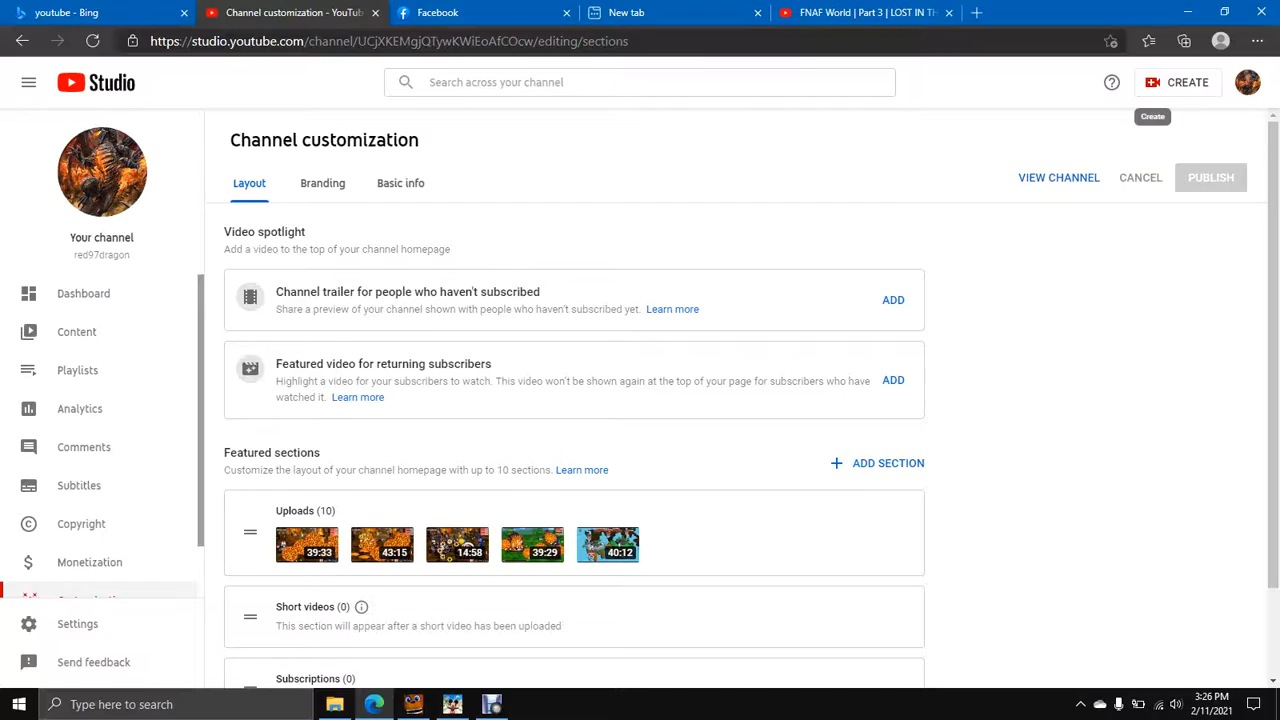 youtube - Bing
Channel customization - YouTu
Facebook
New tab
FNAF World | Part 3 | LOST IN TH
https://studio.youtube.com/channel/UCjXKEMgjQTywKWiEoAfCOcw/editing/sections
Studio
Search across your channel
CREATE
Create
Channel customization
Layout
Branding
Basic info
VIEW CHANNEL
CANCEL
PUBLISH
Your channel
red97dragon
Dashboard
Content
Playlists
Analytics
Comments
Subtitles
Copyright
Monetization
Settings
Send feedback
Video spotlight
Add a video to the top of your channel homepage
Channel trailer for people who haven't subscribed
Share a preview of your channel shown with people who haven't subscribed yet. Learn more
ADD
Featured video for returning subscribers
Highlight a video for your subscribers to watch. This video won't be shown again at the top of your page for subscribers who have
watched it. Learn more
ADD
Featured sections
Customize the layout of your channel homepage with up to 10 sections. Learn more
ADD SECTION
Uploads (10)
39:33
43:15
14:58
39:29
40:12
Short videos (0)
This section will appear after a short video has been uploaded
Subscriptions (0)
Type here to search
3:26 PM
2/11/2021